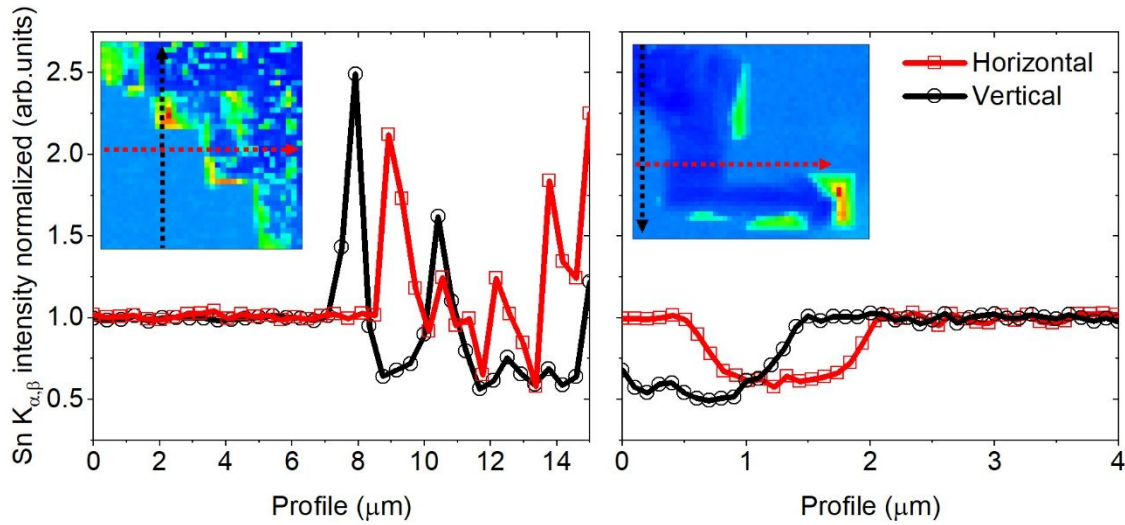 Sn Kα,β intensity normalized (arb.units)
2.5
2.0
1.5
1.0
0.5
0 2 4 6 8 10 12 14
Profile (μm)
Horizontal
Vertical
0 1 2 3 4
Profile (μm)